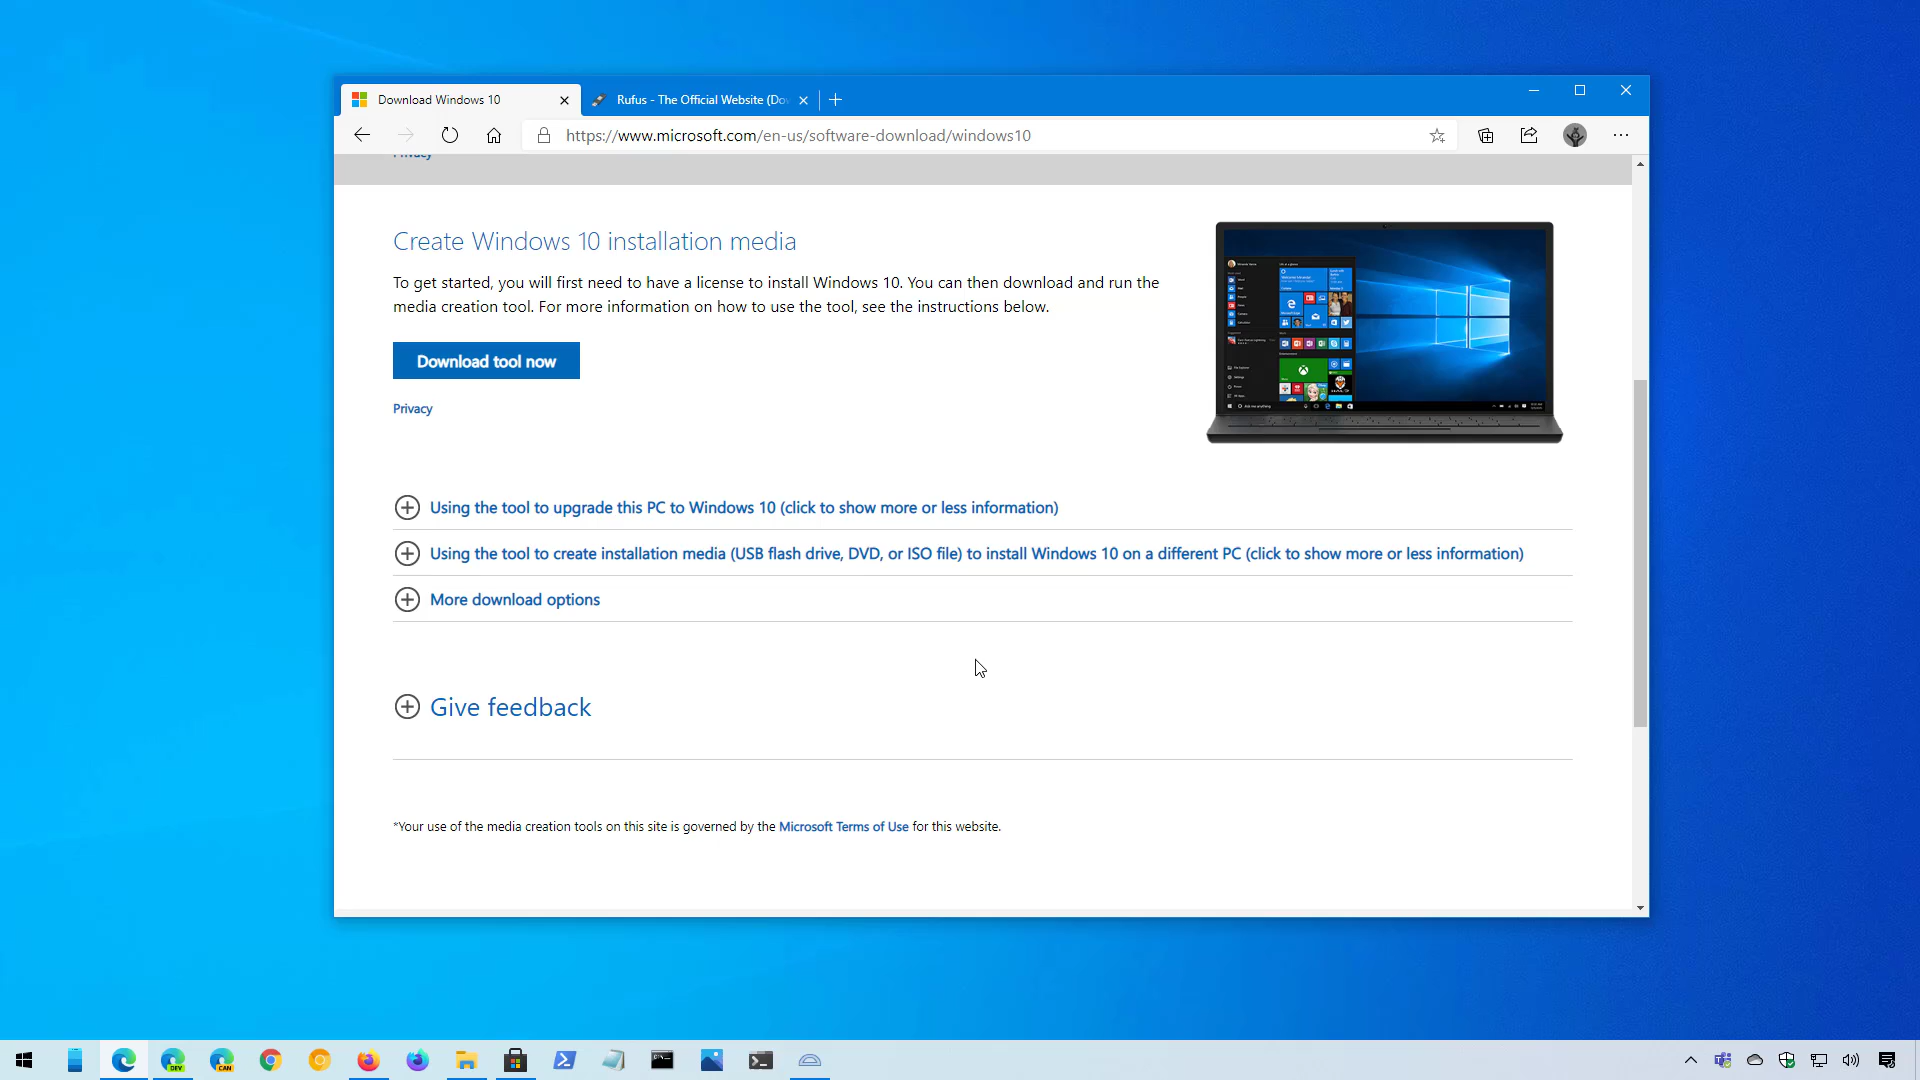 Download Windows 10
Rufus - The Official Website (Do
https://www.microsoft.com/en-us/software-download/windows10
Privacy
Create Windows 10 installation media
To get started, you will first need to have a license to install Windows 10. You can then download and run the
media creation tool. For more information on how to use the tool, see the instructions below.
Download tool now
Privacy
Using the tool to upgrade this PC to Windows 10 (click to show more or less information)
Using the tool to create installation media (USB flash drive, DVD, or ISO file) to install Windows 10 on a different PC (click to show more or less information)
More download options
Give feedback
*Your use of the media creation tools on this site is governed by the Microsoft Terms of Use for this website.
DEV
CAN